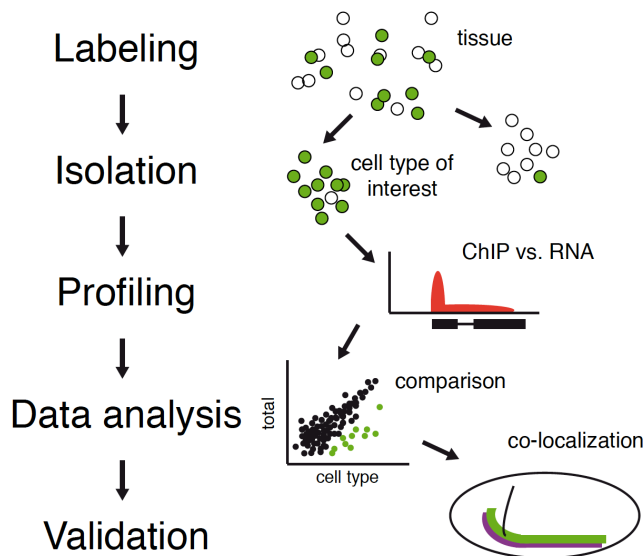 Labeling
tissue
Isolation
cell type of
interest
ChIP vs. RNA
Profiling
comparison
total
Data analysis
cell type
co-localization
Validation